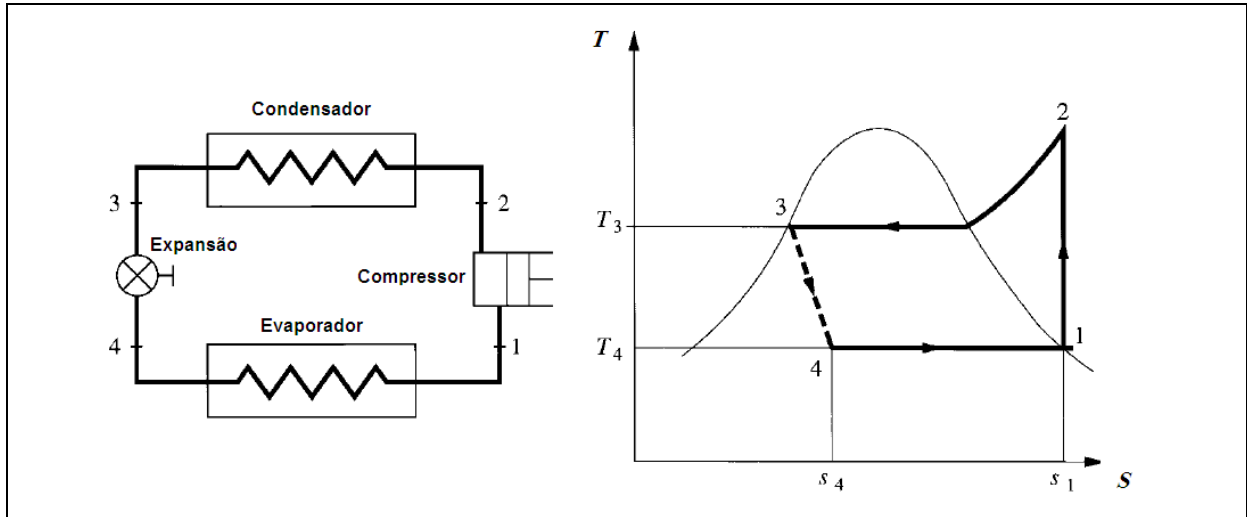 Condensador
3
2
Expansão
Compressor
Evaporador
4
1
T
2
3
T3
1
T4
4
s4
s1
S